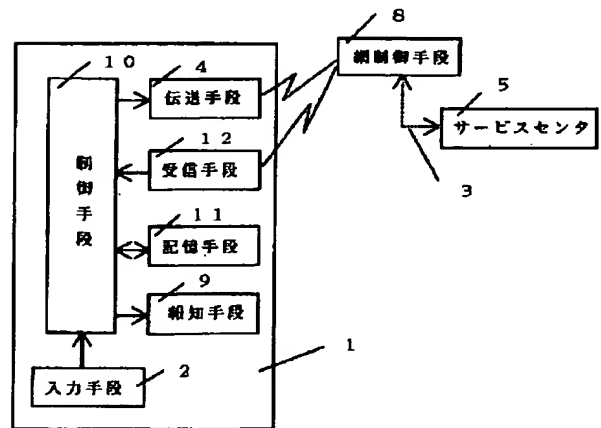 8
10
4
網制御手段
伝送手段
5
サービスセンタ
12
制御手段
受信手段
3
11
記憶手段
9
報知手段
1
入力手段
2